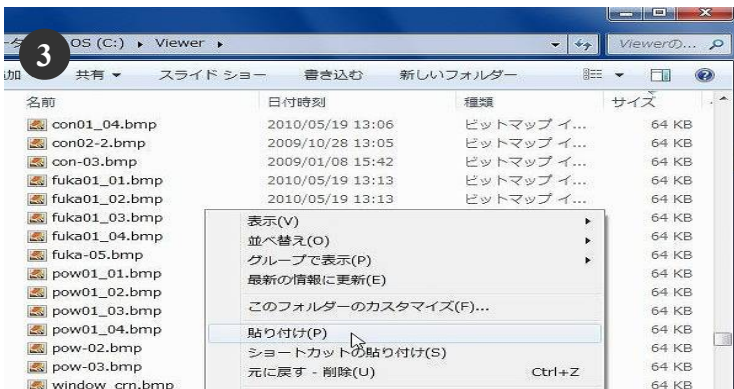 3
OS (C:) ▸ Viewer ▸ Viewerの...
共有 ▼ スライド ショー 書き込む 新しいフォルダー
名前 日付時刻 種類 サイズ
con01_04.bmp 2010/05/19 13:06 ビットマップ イ... 64 KB
con02-2.bmp 2009/10/28 13:05 ビットマップ イ... 64 KB
con-03.bmp 2009/01/08 15:42 ビットマップ イ... 64 KB
fuka01_01.bmp 2010/05/19 13:13 ビットマップ イ... 64 KB
fuka01_02.bmp 2010/05/19 13:13 ビットマップ イ... 64 KB
fuka01_03.bmp 64 KB
表示(V)
fuka01_04.bmp 64 KB
並べ替え(O)
fuka-05.bmp 64 KB
グループで表示(P)
pow01_01.bmp 64 KB
最新の情報に更新(E)
pow01_02.bmp 64 KB
pow01_03.bmp 64 KB
このフォルダーのカスタマイズ(F)...
pow01_04.bmp 64 KB
貼り付け(P)
pow-02.bmp 64 KB
ショートカットの貼り付け(S)
pow-03.bmp 64 KB
元に戻す - 削除(U) Ctrl+Z
window_crn.bmp 64 KB